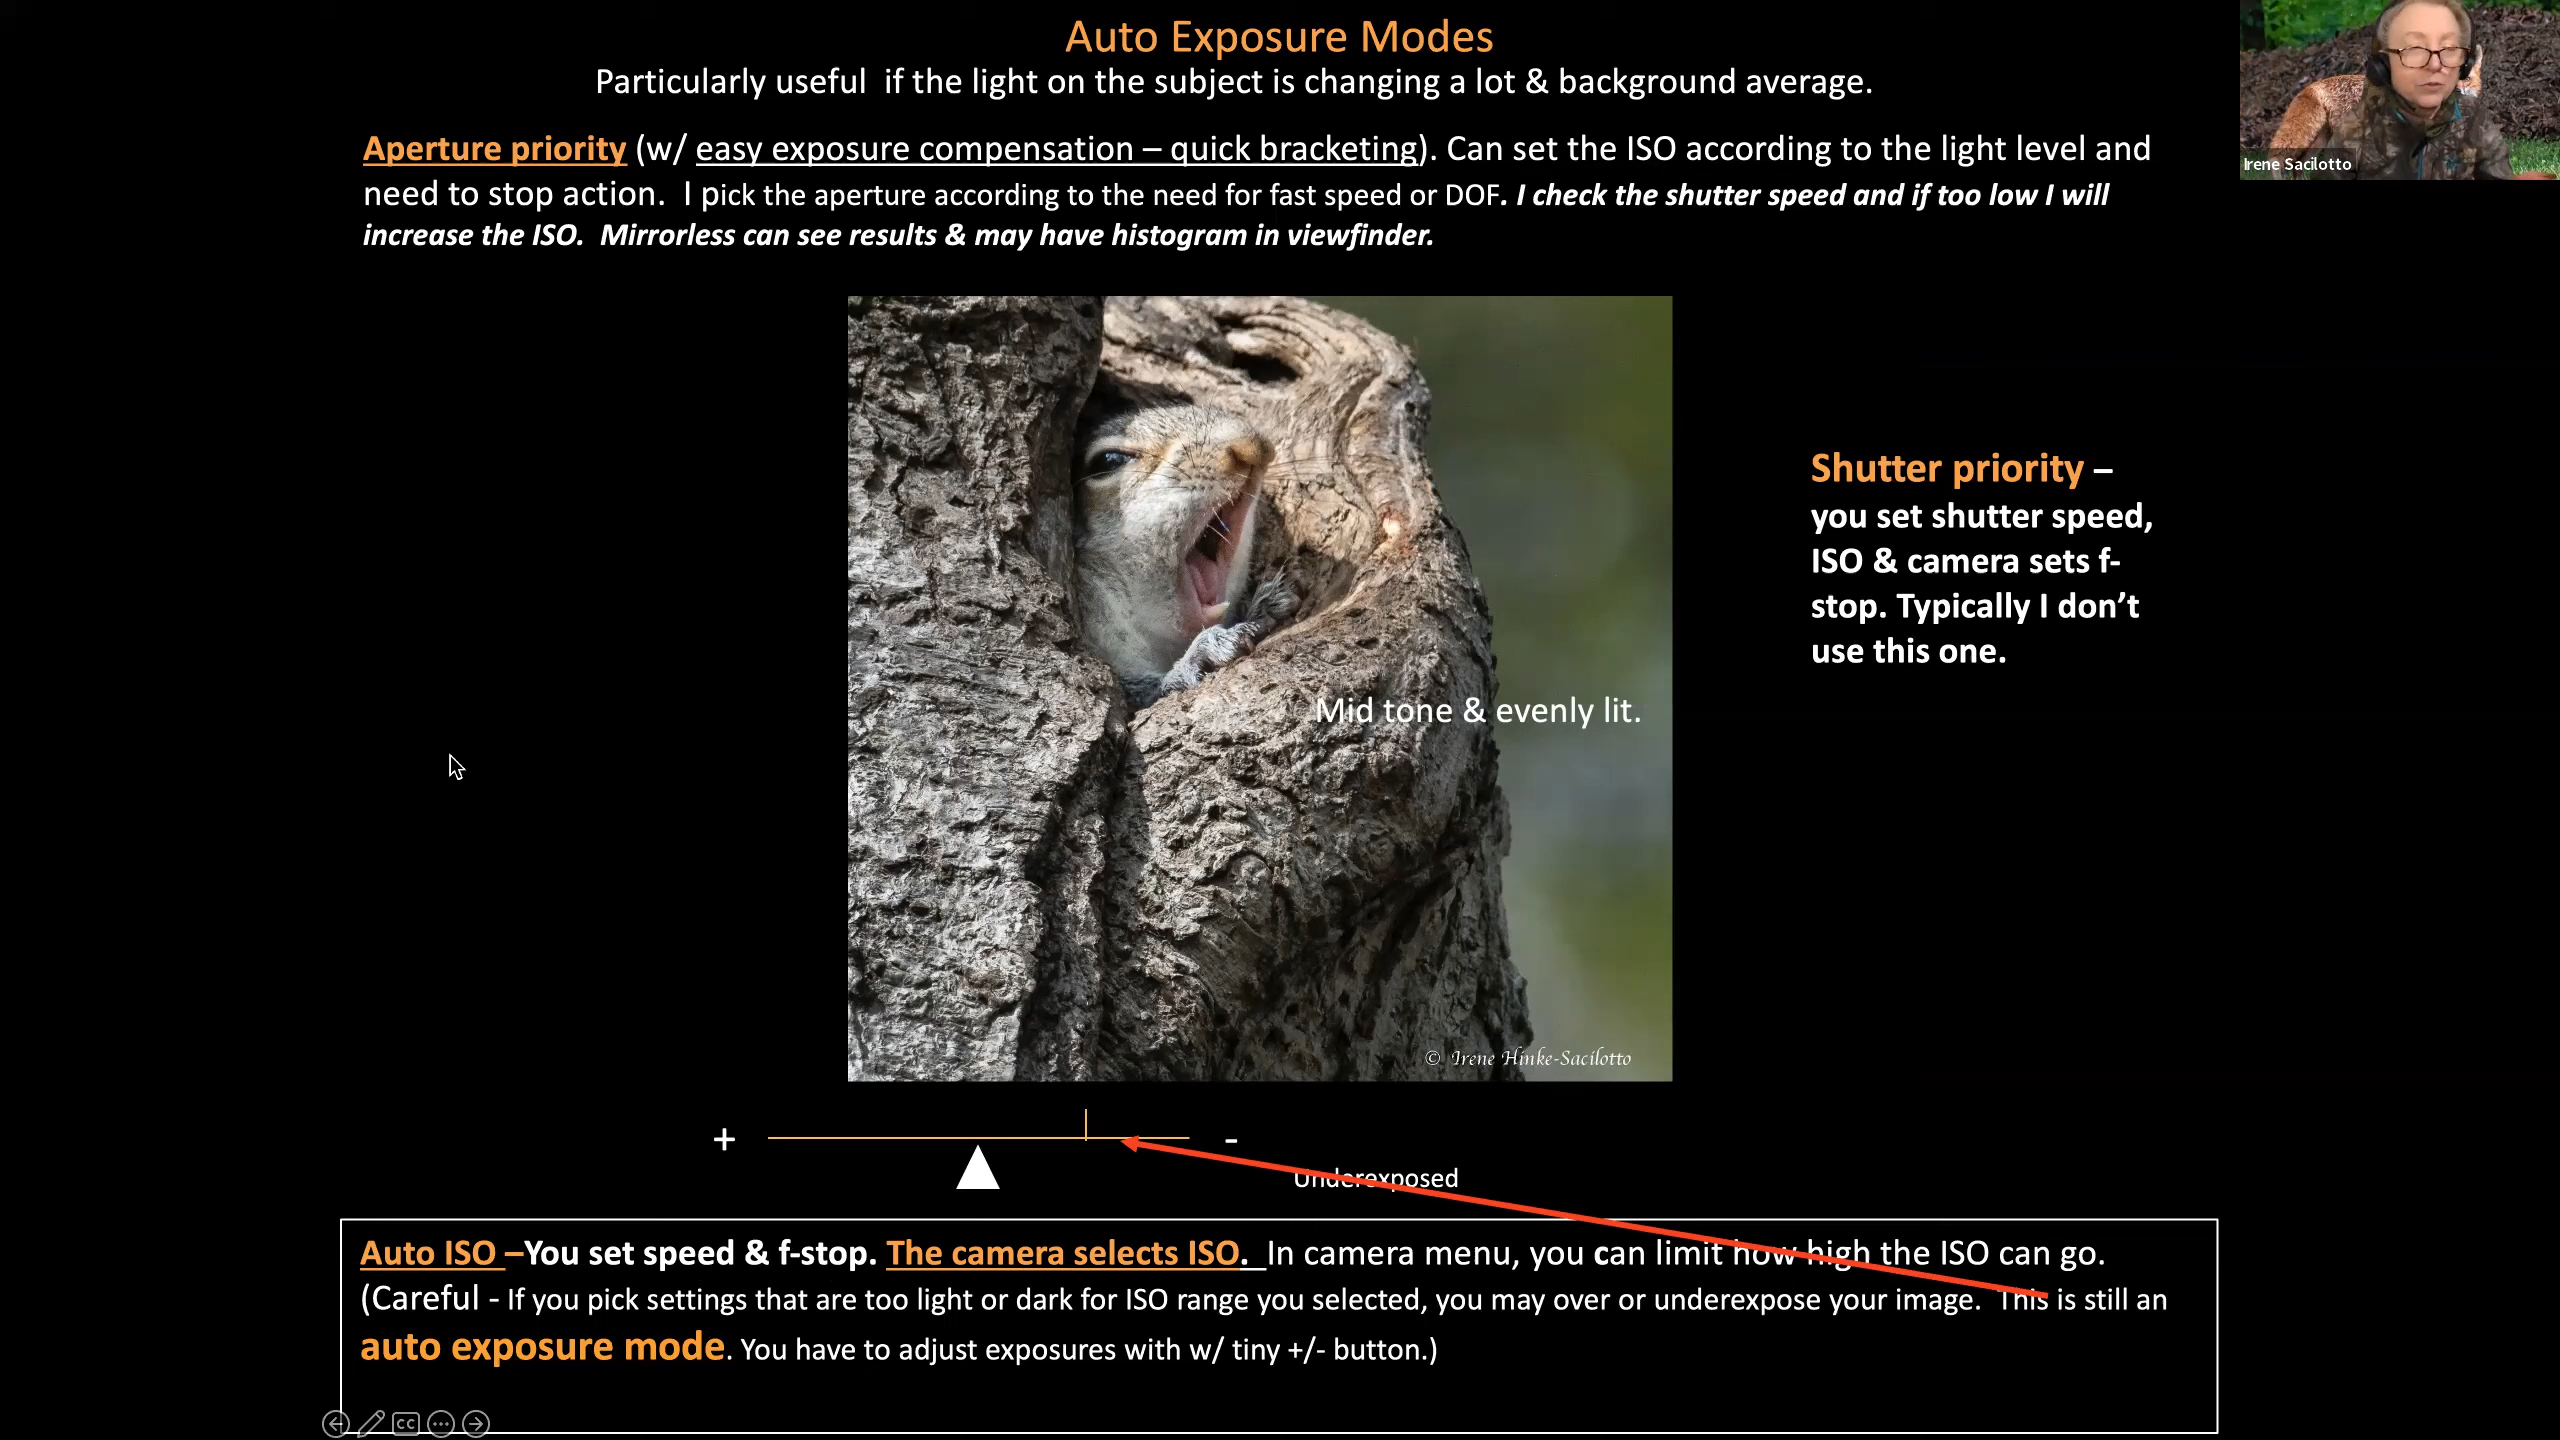 Auto Exposure Modes
Particularly useful if the light on the subject is changing a lot & background average.
Irene Sacilotto
Aperture priority (w/ easy exposure compensation – quick bracketing). Can set the ISO according to the light level and
need to stop action. I pick the aperture according to the need for fast speed or DOF. I check the shutter speed and if too low I will
increase the ISO. Mirrorless can see results & may have histogram in viewfinder.
Shutter priority –
you set shutter speed,
ISO & camera sets f-
stop. Typically I don’t
use this one.
Mid tone & evenly lit.
© Irene Hinke-Sacilotto
+ -
Underexposed
Auto ISO –You set speed & f-stop. The camera selects ISO. In camera menu, you can limit how high the ISO can go.
(Careful - If you pick settings that are too light or dark for ISO range you selected, you may over or underexpose your image. This is still an
auto exposure mode. You have to adjust exposures with w/ tiny +/- button.)
CC